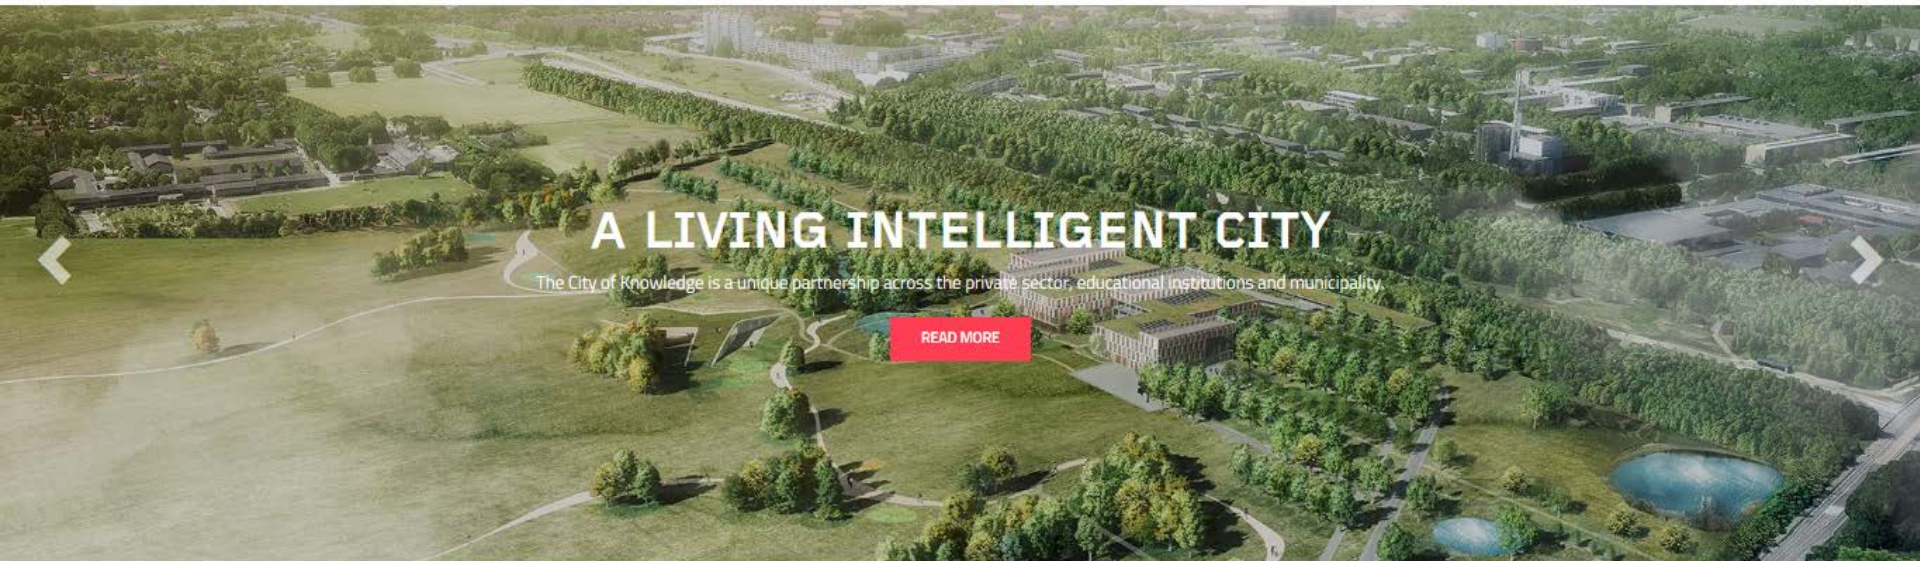 A LIVING INTELLIGENT CITY
The City of Knowledge is a unique partnership across the private sector, educational institutions and municipality.
READ MORE